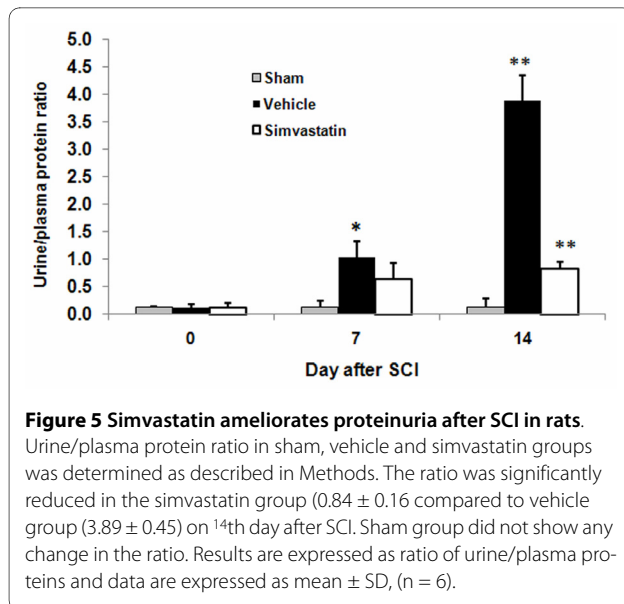 5.0
4.5
4.0
3.5
3.0
2.5
2.0
1.5
1.0
0.5
0.0
Urine/plasma protein ratio
Sham
Vehicle
Simvastatin
*
**
**
0 7 14
Day after SCI
Figure 5 Simvastatin ameliorates proteinuria after SCI in rats.
Urine/plasma protein ratio in sham, vehicle and simvastatin groups
was determined as described in Methods. The ratio was significantly
reduced in the simvastatin group (0.84 ± 0.16 compared to vehicle
group (3.89 ± 0.45) on 14th day after SCI. Sham group did not show any
change in the ratio. Results are expressed as ratio of urine/plasma pro-
teins and data are expressed as mean ± SD, (n = 6).